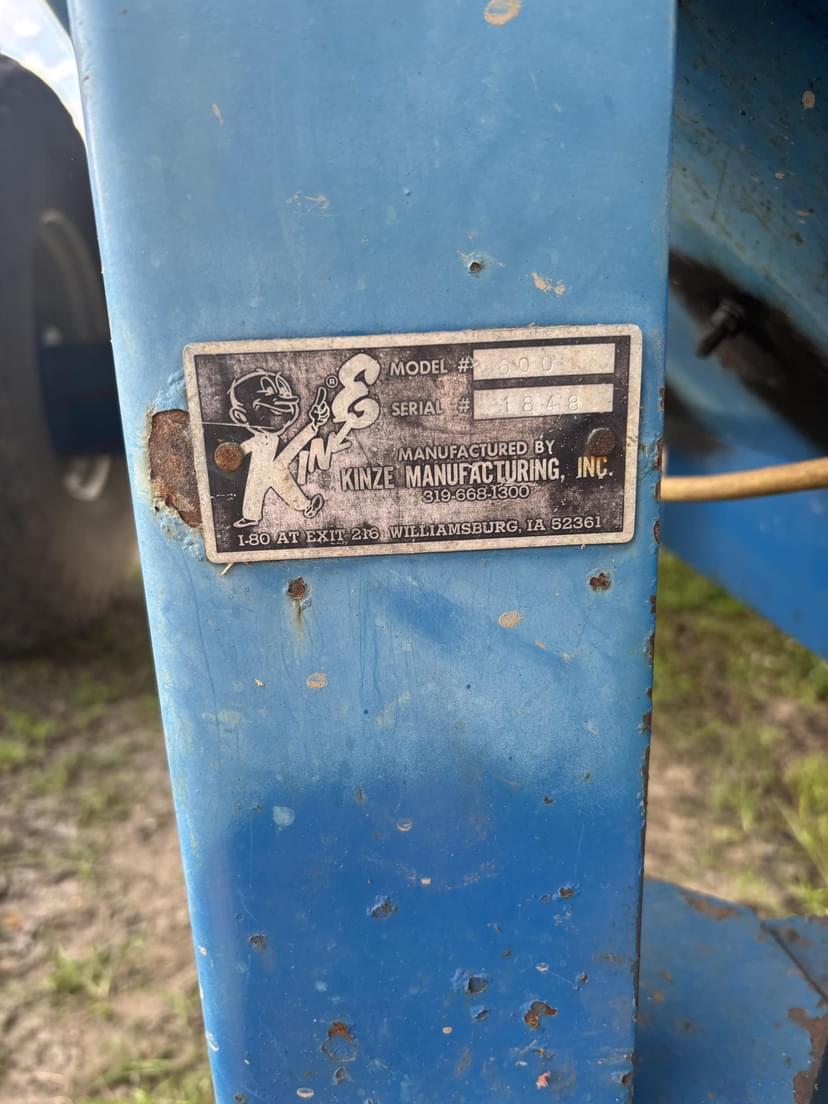 KINZE ®
MODEL # 600
SERIAL # 1848
MANUFACTURED BY
KINZE MANUFACTURING, INC.
319-668-1300
I-80 AT EXIT 216 WILLIAMSBURG, IA 52361